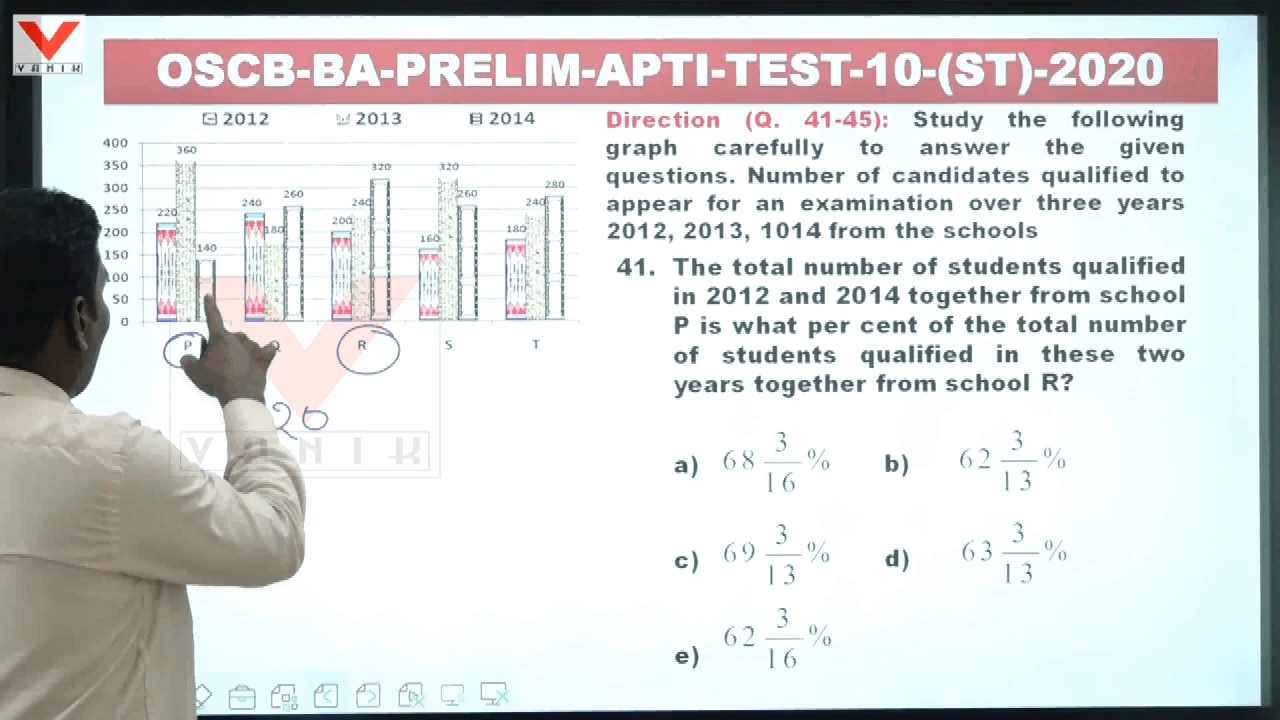 VANIK
OSCB-BA-PRELIM-APTI-TEST-10-(ST)-2020
2012 2013 2014
400
350
300
250
200
150
100
50
0
220 360 140
240 180 260
200 240 320
160 320 260
180 240 280
P R S T
20
VANIK
Direction (Q. 41-45): Study the following
graph carefully to answer the given
questions. Number of candidates qualified to
appear for an examination over three years
2012, 2013, 1014 from the schools
41. The total number of students qualified
in 2012 and 2014 together from school
P is what per cent of the total number
of students qualified in these two
years together from school R?
a) 68 3/16 % b) 62 3/13 %
c) 69 3/13 % d) 63 3/13 %
e) 62 3/16 %